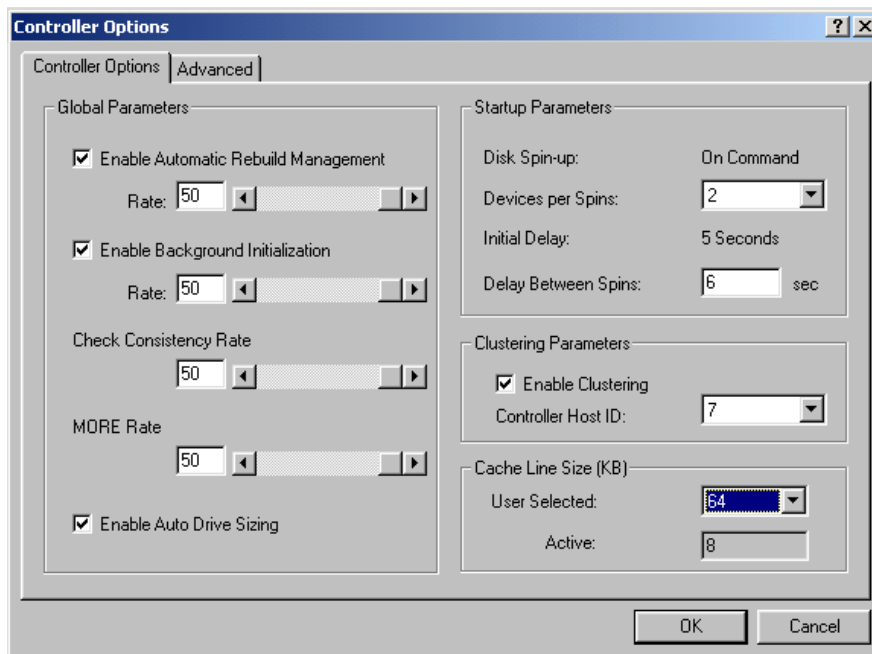 Controller Options
Controller Options
Advanced
Global Parameters
Enable Automatic Rebuild Management
Rate: 50
Enable Background Initialization
Rate: 50
Check Consistency Rate
50
MORE Rate
50
Enable Auto Drive Sizing
Startup Parameters
Disk Spin-up: On Command
Devices per Spins: 2
Initial Delay: 5 Seconds
Delay Between Spins: 6 sec
Clustering Parameters
Enable Clustering
Controller Host ID: 7
Cache Line Size (KB)
User Selected: 64
Active: 8
OK
Cancel